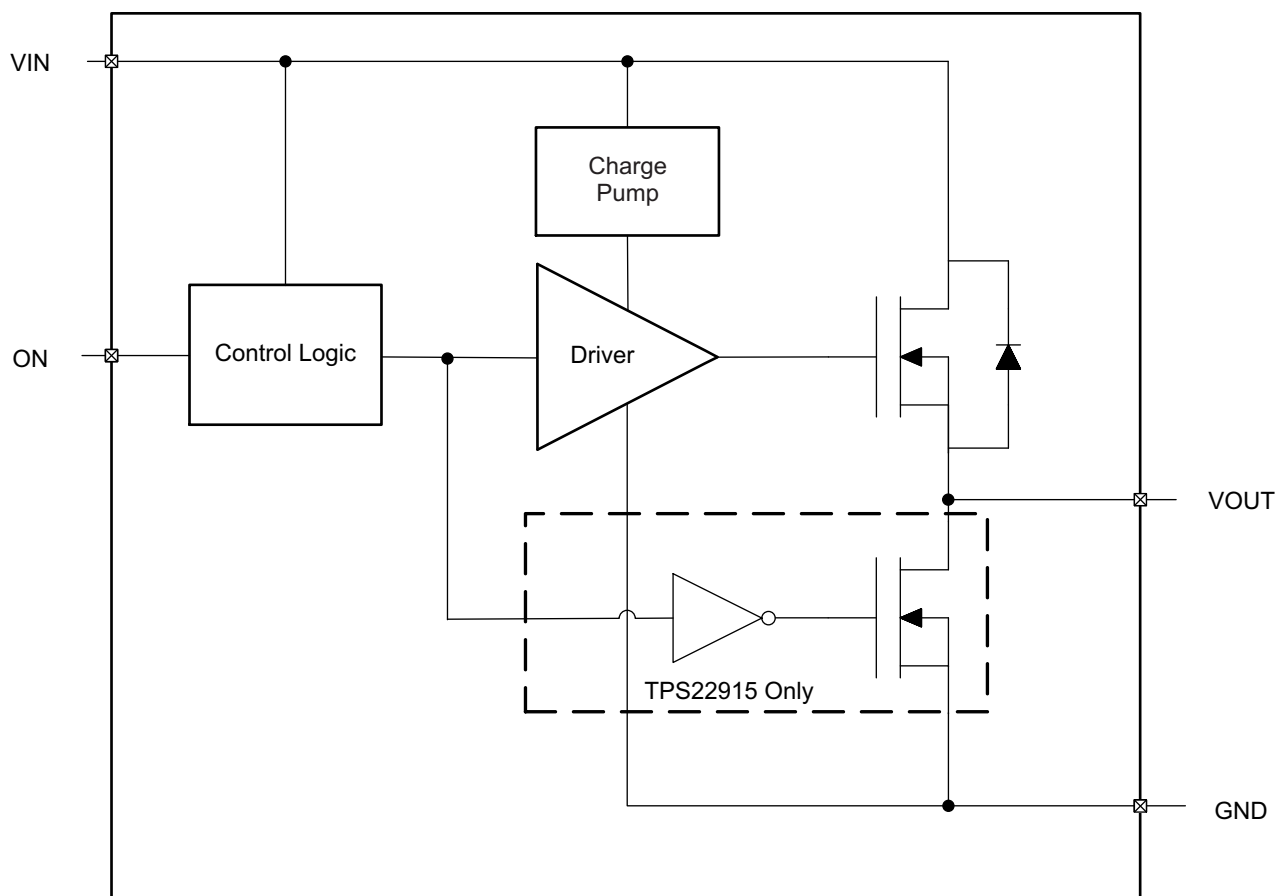 VIN
Charge
Pump
ON
Control Logic
Driver
VOUT
TPS22915 Only
GND